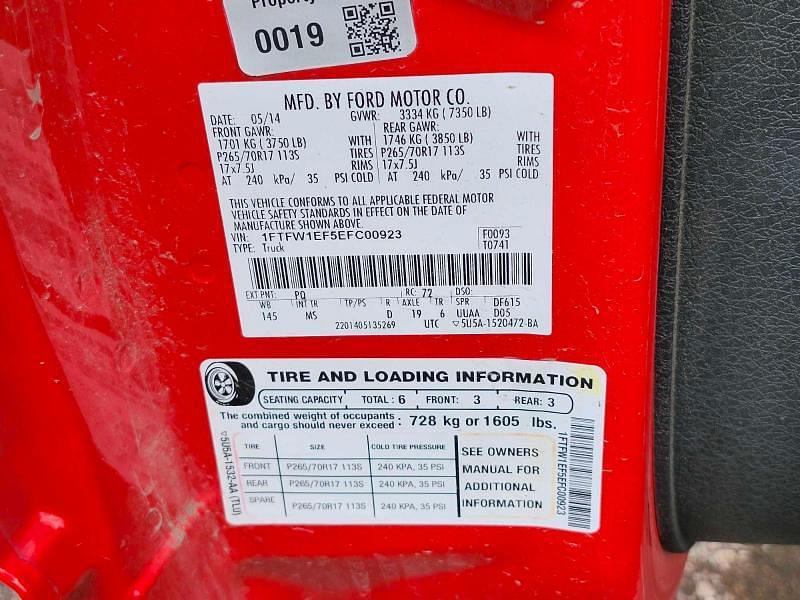 Property
0019
MFD. BY FORD MOTOR CO.
DATE: 05/14 GVWR: 3334 KG ( 7350 LB)
FRONT GAWR: REAR GAWR:
1701 KG ( 3750 LB) WITH 1746 KG ( 3850 LB) WITH
P265/70R17 113S TIRES P265/70R17 113S TIRES
17x7.5J RIMS 17x7.5J RIMS
AT 240 kPa/ 35 PSI COLD AT 240 kPa/ 35 PSI COLD
THIS VEHICLE CONFORMS TO ALL APPLICABLE FEDERAL MOTOR
VEHICLE SAFETY STANDARDS IN EFFECT ON THE DATE OF
MANUFACTURE SHOWN ABOVE.
VIN: 1FTFW1EF5EFC00923 F0093
TYPE: Truck T0741
EXT PNT: PQ RC: 72 DSO:
WB INT TR TP/PS R AXLE TR SPR DF615
145 MS D 19 6 UUAA D05
2201405135269 UTC ▽5U5A-1520472-BA
TIRE AND LOADING INFORMATION
SEATING CAPACITY TOTAL : 6 FRONT: 3 REAR: 3
The combined weight of occupants
and cargo should never exceed : 728 kg or 1605 lbs.
TIRE SIZE COLD TIRE PRESSURE
FRONT P265/70R17 113S 240 KPA, 35 PSI
REAR P265/70R17 113S 240 KPA, 35 PSI
SPARE P265/70R17 113S 240 KPA, 35 PSI
SEE OWNERS
MANUAL FOR
ADDITIONAL
INFORMATION
▽5U5A-1532-AA (TLU)
1FTFW1EF5EFC00923